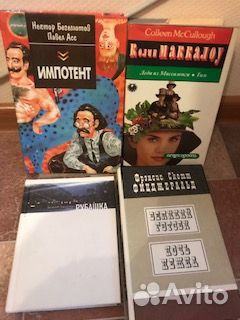 Нестор Бегемотов
Павел Асс
ИМПОТЕНТ
Colleen McCullough
Колин
МАККАЛОУ
Леди из Миссалонги • Тим
РУБАШКА
Фрэнсис Скотт
ФИЦДЖЕРАЛЬД
ВЕЛИКИЙ
ГЭТСБИ
НОЧЬ
НЕЖНА
Avito